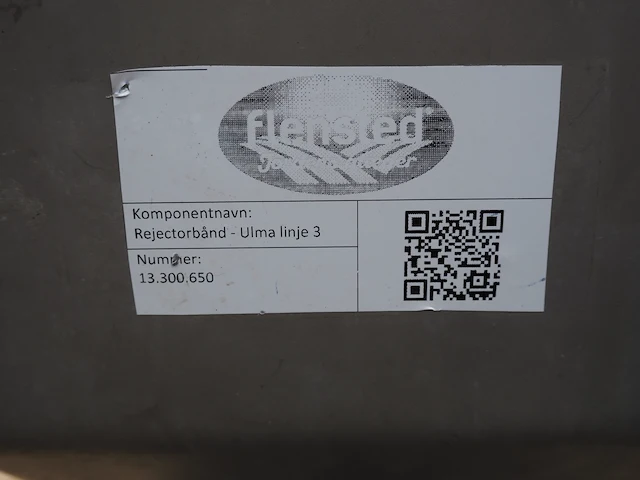 flensted
Komponentnavn:
Rejectorbånd - Ulma linje 3
Nummer:
13.300.650